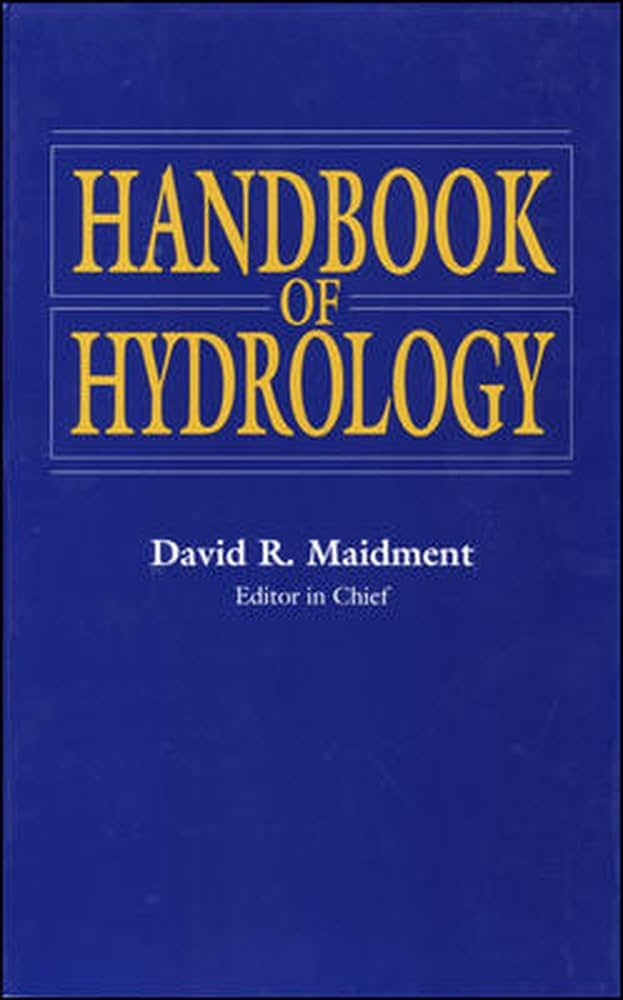 HANDBOOK
OF
HYDROLOGY
David R. Maidment
Editor in Chief